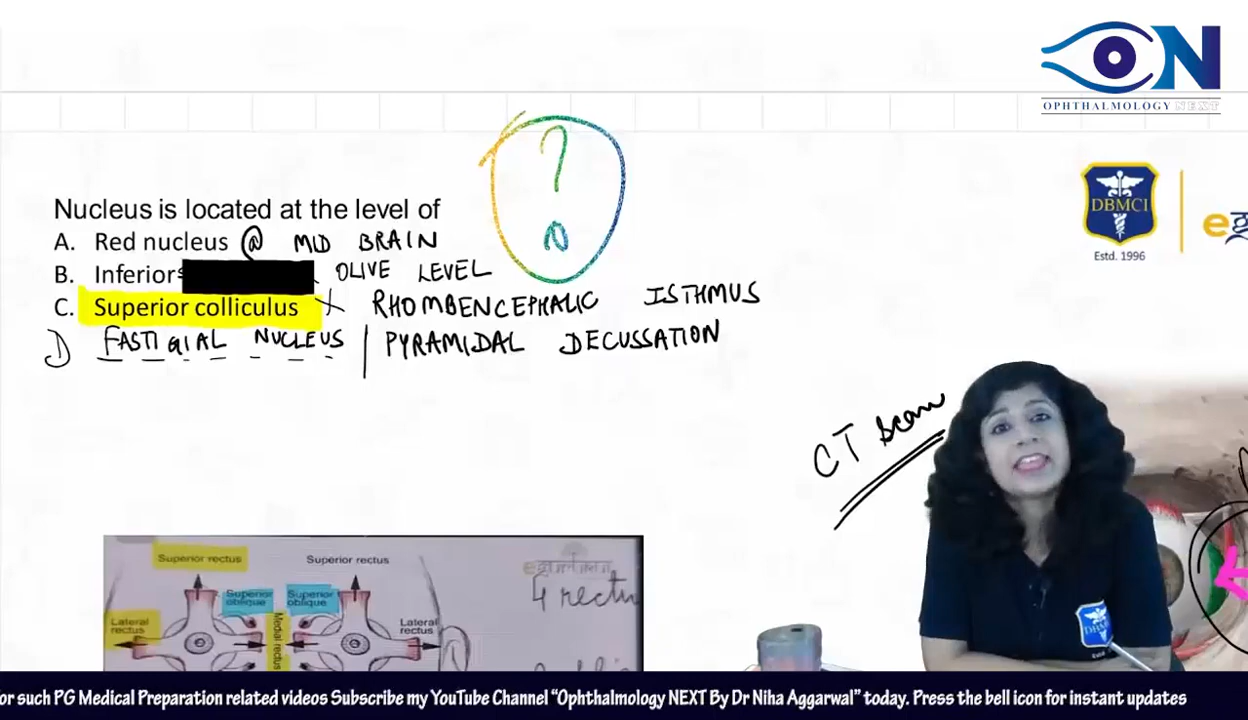 ON
OPHTHALMOLOGY NEXT
?
DBMCI
Estd. 1996
Nucleus is located at the level of
A. Red nucleus @ MID BRAIN
B. Inferior OLIVE LEVEL
C. Superior colliculus RHOMBENCEPHALIC ISTHMUS
D) FASTIGIAL NUCLEUS | PYRAMIDAL DECUSSATION
CT Scan
Superior rectus Superior rectus
Superior oblique Superior oblique
Lateral rectus Medial rectus Lateral rectus
4 rectu
or such PG Medical Preparation related videos Subscribe my YouTube Channel “Ophthalmology NEXT By Dr Niha Aggarwal” today. Press the bell icon for instant updates